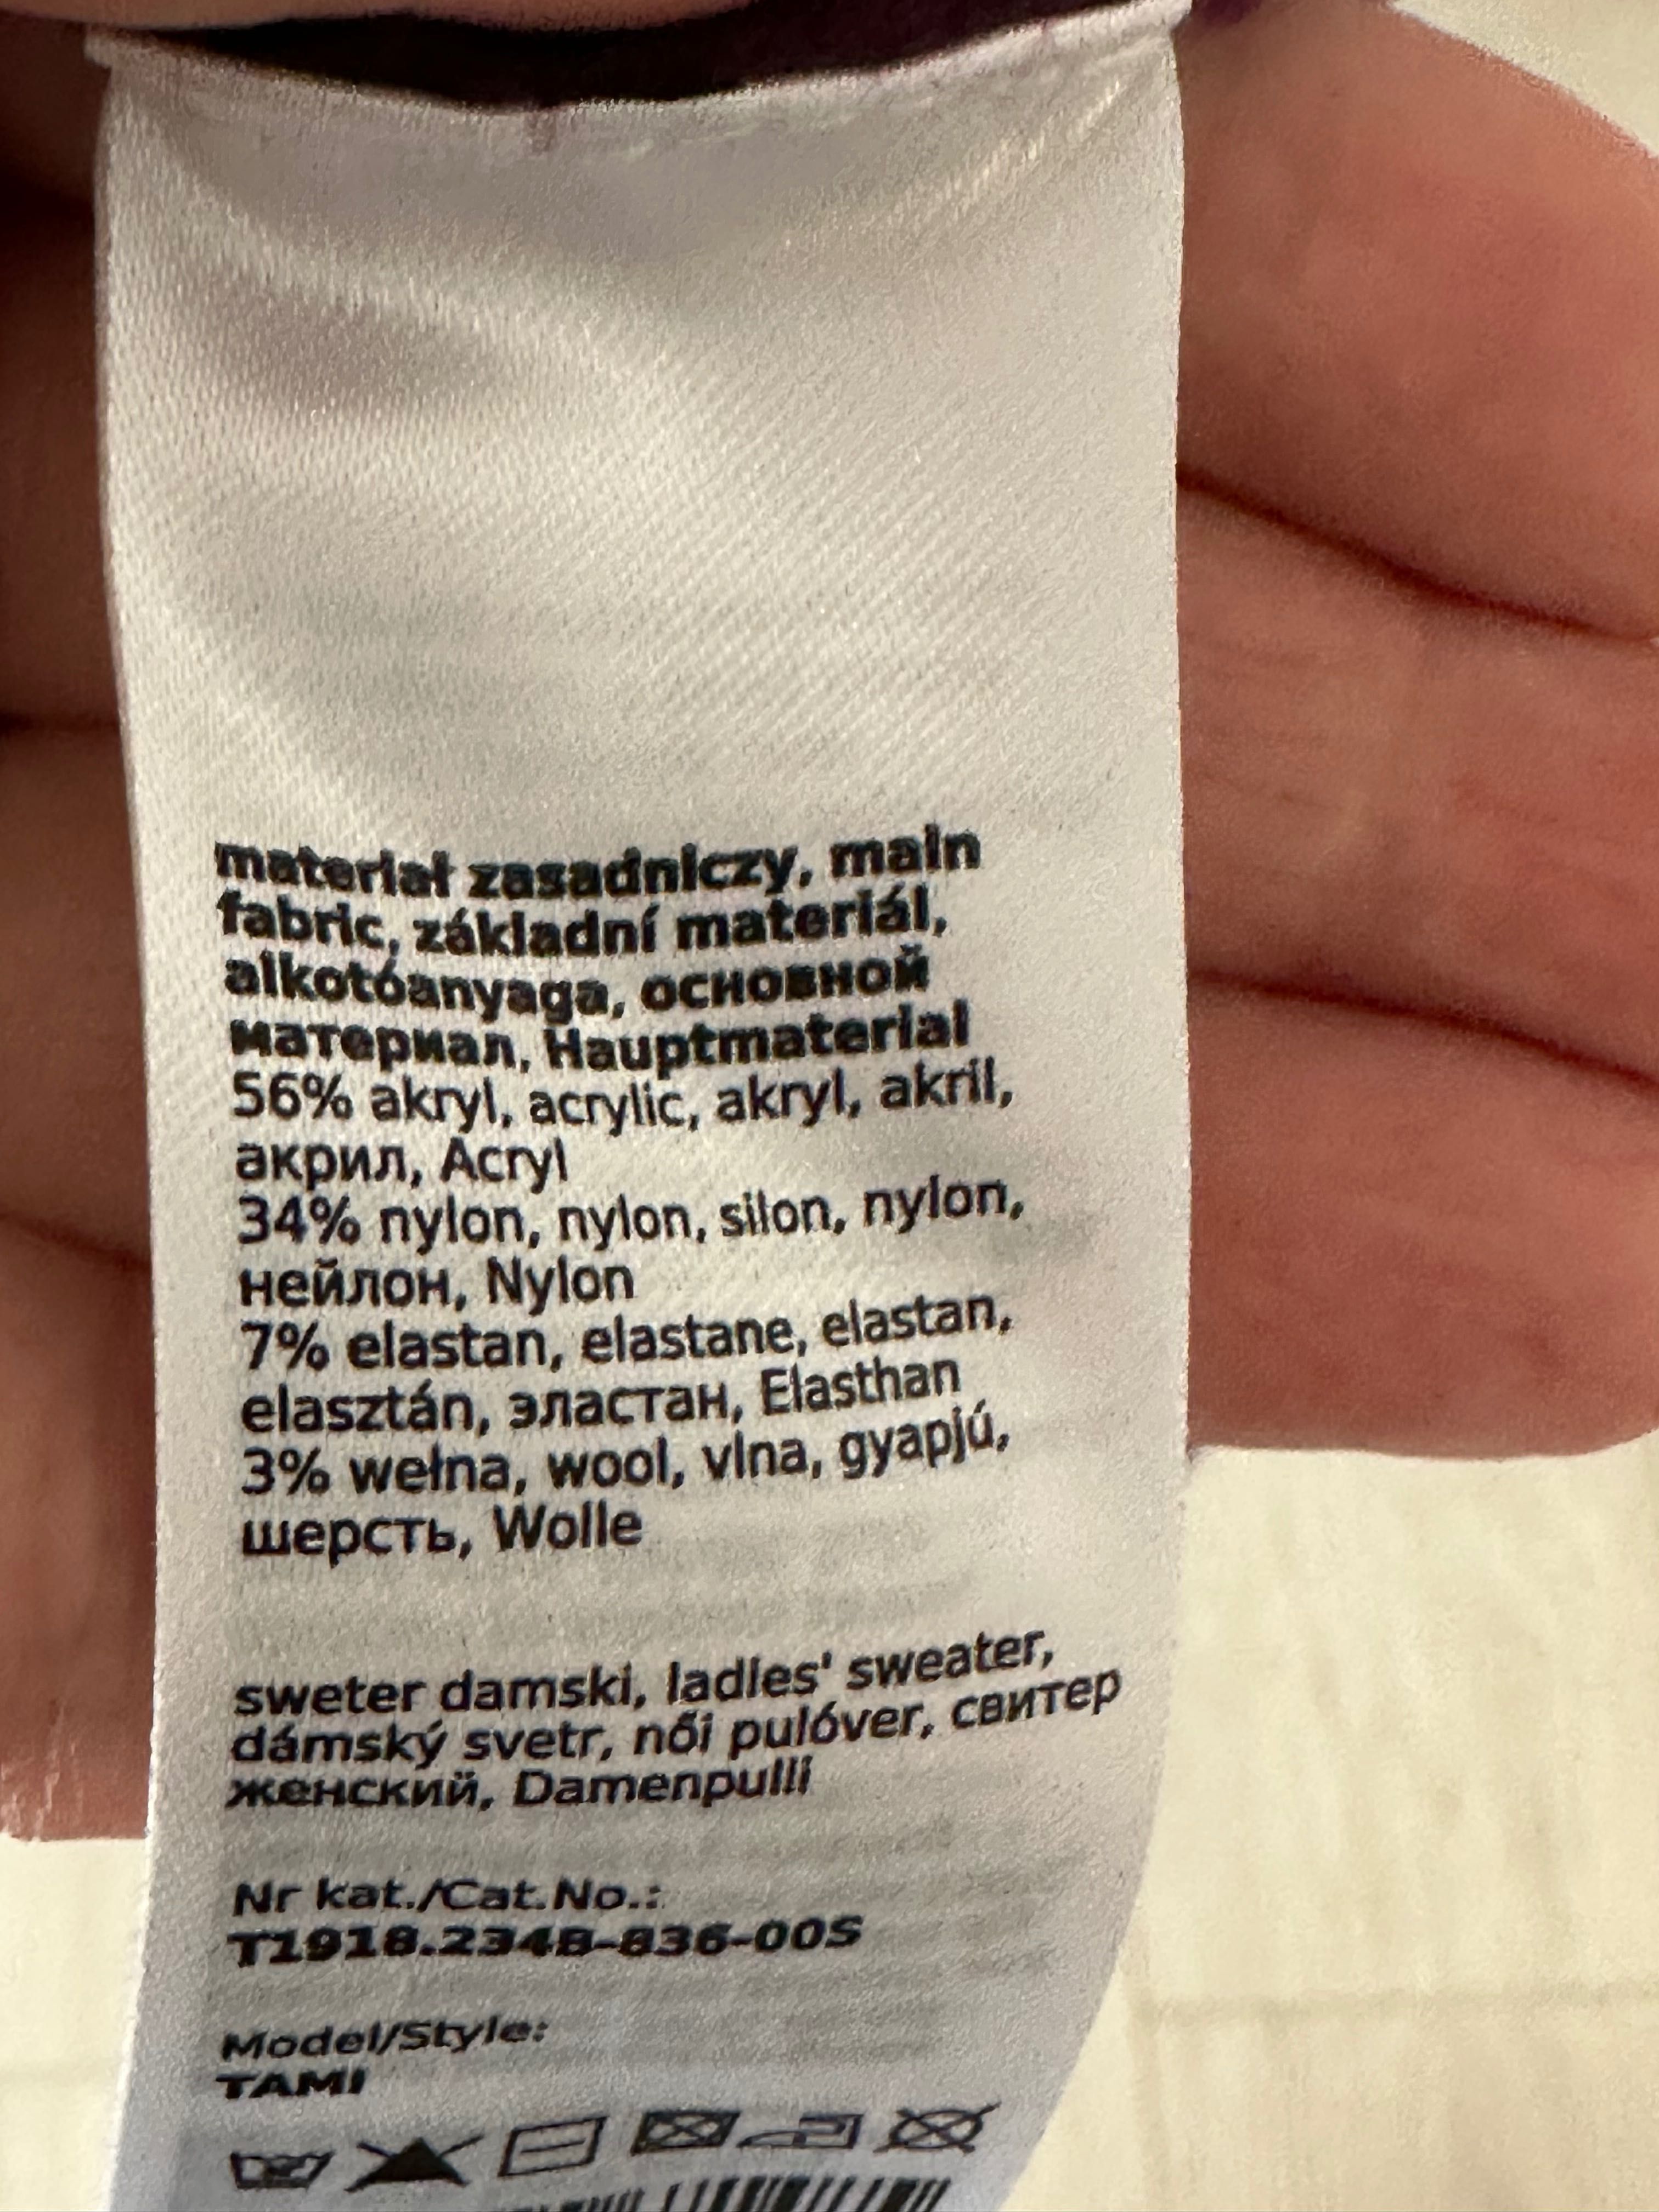 materiał zasadniczy, main
fabric, základní materiál,
alkotóanyaga, основной
материал, Hauptmaterial
56% akryl, acrylic, akryl, akril,
акрил, Acryl
34% nylon, nylon, silon, nylon,
нейлон, Nylon
7% elastan, elastane, elastan,
elasztán, эластан, Elasthan
3% wełna, wool, vlna, gyapjú,
шерсть, Wolle
sweter damski, ladies' sweater,
dámský svetr, női pulóver, свитер
женский, Damenpulli
Nr kat./Cat.No.:
T1918.234B-836-00S
Model/Style:
TAMI